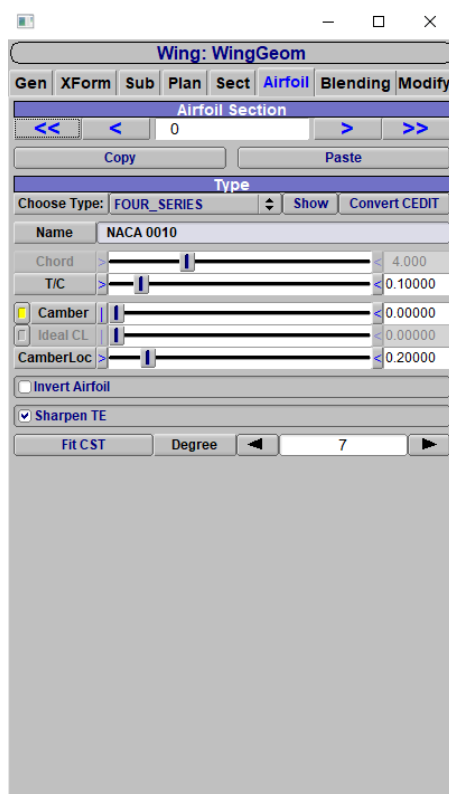 Wing: WingGeom
Gen XForm Sub Plan Sect Airfoil Blending Modify
Airfoil Section
<< < 0 > >>
Copy Paste
Type
Choose Type: FOUR_SERIES Show Convert CEDIT
Name NACA 0010
Chord > < 4.000
T/C > < 0.10000
Camber | < 0.00000
Ideal CL | < 0.00000
CamberLoc > < 0.20000
Invert Airfoil
Sharpen TE
Fit CST Degree 7